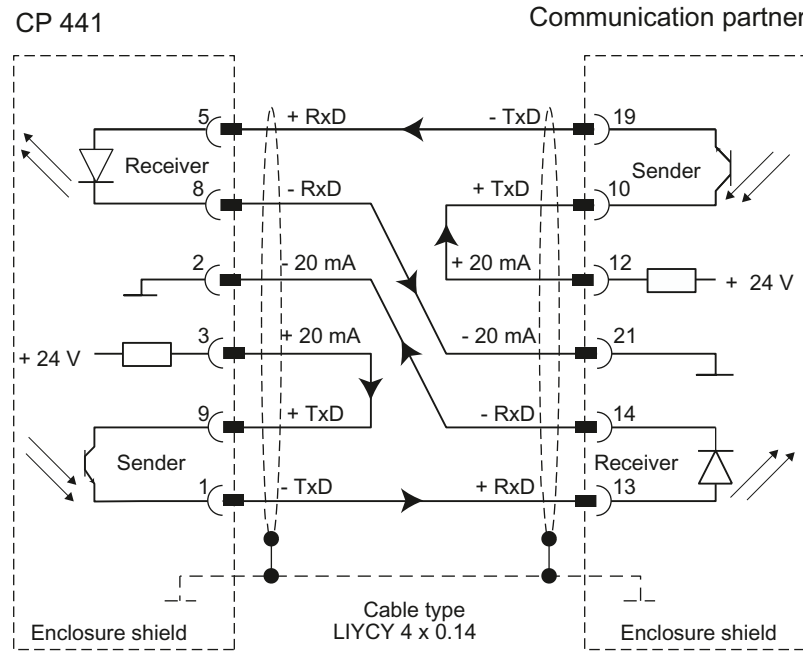 CP 441
Communication partner
5 + RxD - TxD 19
Receiver
Sender
8 - RxD + TxD 10
2 - 20 mA + 20 mA 12
+ 24 V
3 + 20 mA - 20 mA 21
+ 24 V
9 + TxD - RxD 14
Sender
Receiver
1 - TxD + RxD 13
Cable type
LIYCY 4 x 0.14
Enclosure shield
Enclosure shield